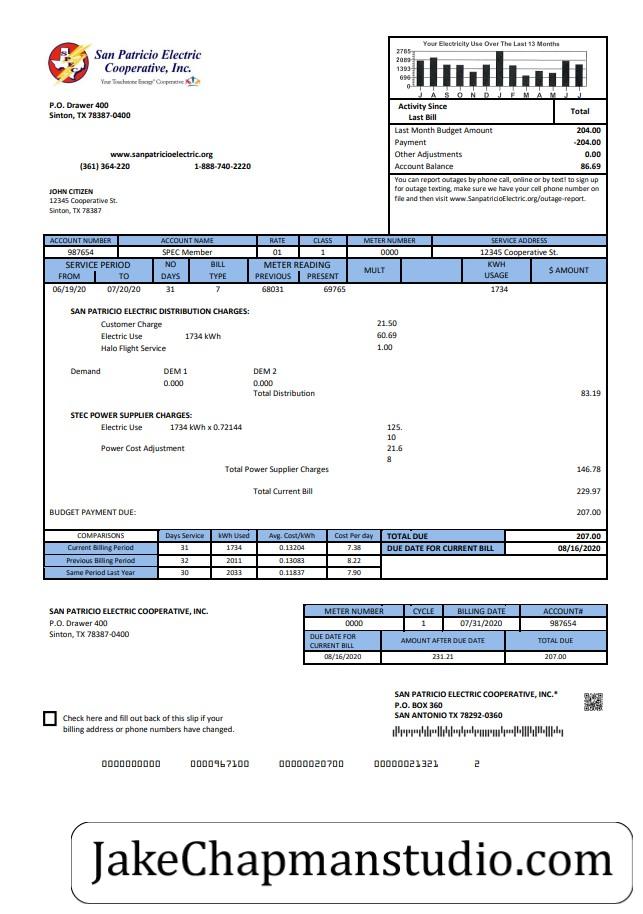 San Patricio Electric
Cooperative, Inc.
Your Touchstone Energy® Cooperative
P.O. Drawer 400
Sinton, TX 78387-0400
www.sanpatricioelectric.org
(361) 364-220 1-888-740-2220
JOHN CITIZEN
12345 Cooperative St.
Sinton, TX 78387
Your Electricity Use Over The Last 13 Months
2785
2089
1393
696
0
J A S O N D J F M A M J J
Activity Since
Last Bill
Total
Last Month Budget Amount 204.00
Payment -204.00
Other Adjustments 0.00
Account Balance 86.69
You can report outages by phone call, online or by text! to sign up
for outage texting, make sure we have your cell phone number on
file and then visit www.SanpatricioElectric.org/outage-report.
ACCOUNT NUMBER ACCOUNT NAME RATE CLASS METER NUMBER SERVICE ADDRESS
987654 SPEC Member 01 1 0000 12345 Cooperative St.
SERVICE PERIOD NO BILL METER READING MULT KWH $ AMOUNT
FROM TO DAYS TYPE PREVIOUS PRESENT USAGE
06/19/20 07/20/20 31 7 68031 69765 1734
SAN PATRICIO ELECTRIC DISTRIBUTION CHARGES:
Customer Charge 21.50
Electric Use 1734 kWh 60.69
Halo Flight Service 1.00
Demand DEM 1 DEM 2
0.000 0.000
Total Distribution 83.19
STEC POWER SUPPLIER CHARGES:
Electric Use 1734 kWh x 0.72144 125.
10
Power Cost Adjustment 21.6
8
Total Power Supplier Charges 146.78
Total Current Bill 229.97
BUDGET PAYMENT DUE: 207.00
COMPARISONS Days Service kWh Used Avg. Cost/kWh Cost Per day TOTAL DUE 207.00
Current Billing Period 31 1734 0.13204 7.38 DUE DATE FOR CURRENT BILL 08/16/2020
Previous Billing Period 32 2011 0.13083 8.22
Same Period Last Year 30 2033 0.11837 7.90
SAN PATRICIO ELECTRIC COOPERATIVE, INC.
P.O. Drawer 400
Sinton, TX 78387-0400
METER NUMBER CYCLE BILLING DATE ACCOUNT#
0000 1 07/31/2020 987654
DUE DATE FOR
CURRENT BILL AMOUNT AFTER DUE DATE TOTAL DUE
08/16/2020 231.21 207.00
SAN PATRICIO ELECTRIC COOPERATIVE, INC.*
P.O. BOX 360
SAN ANTONIO TX 78292-0360
Check here and fill out back of this slip if your
billing address or phone numbers have changed.
0000000000 0000967100 00000020700 00000021321 2
JakeChapmanstudio.com